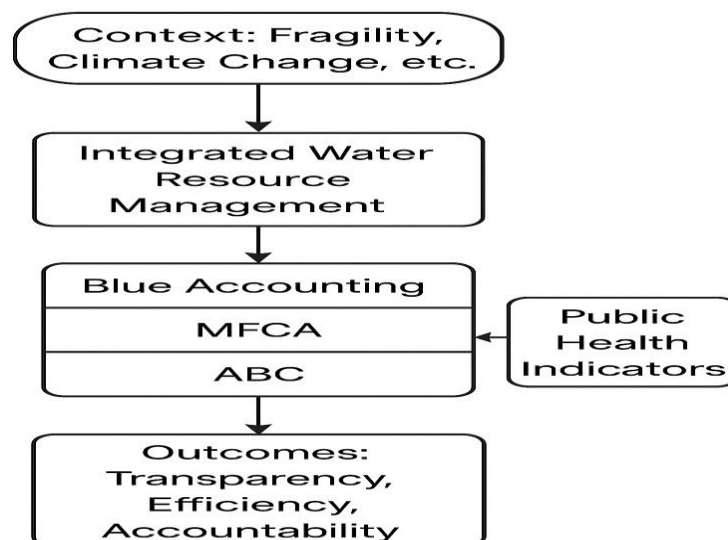 Context: Fragility,
Climate Change, etc.
Integrated Water
Resource
Management
Blue Accounting
MFCA
ABC
Public
Health
Indicators
Outcomes:
Transparency,
Efficiency,
Accountability